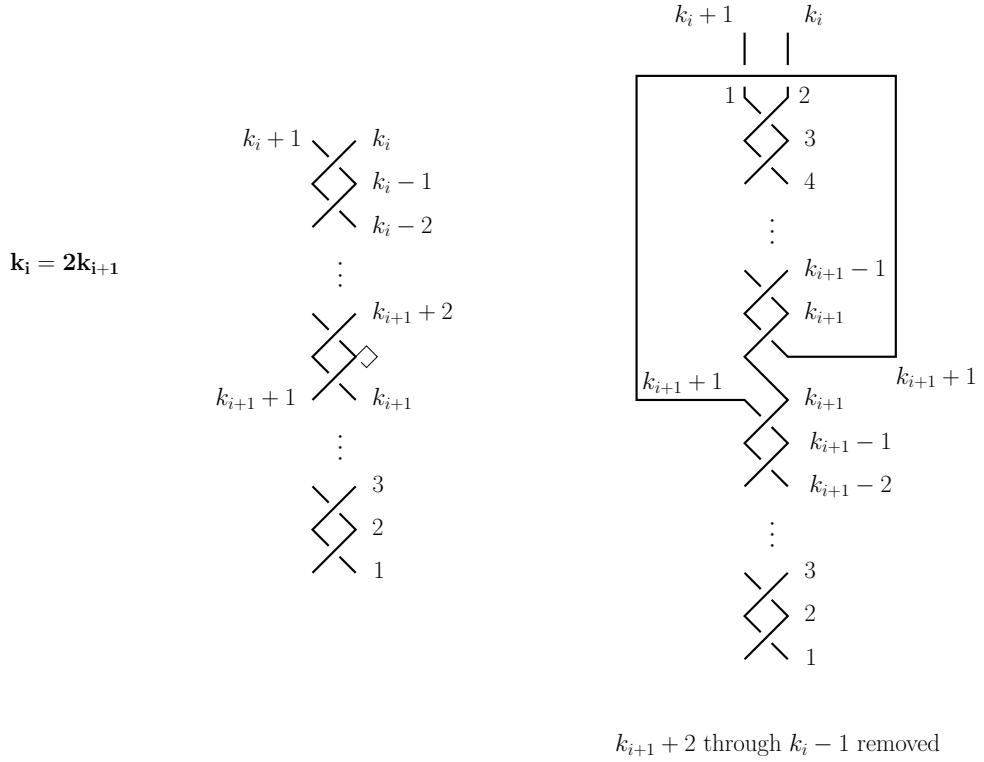 k_i = 2k_{i+1}
k_i + 1
k_i
k_i − 1
k_i − 2
⋮
k_{i+1} + 2
k_{i+1} + 1
k_{i+1}
⋮
3
2
1
k_i + 1
k_i
1
2
3
4
⋮
k_{i+1} − 1
k_{i+1}
k_{i+1} + 1
k_{i+1} + 1
k_{i+1}
k_{i+1} − 1
k_{i+1} − 2
⋮
3
2
1
k_{i+1} + 2 through k_i − 1 removed